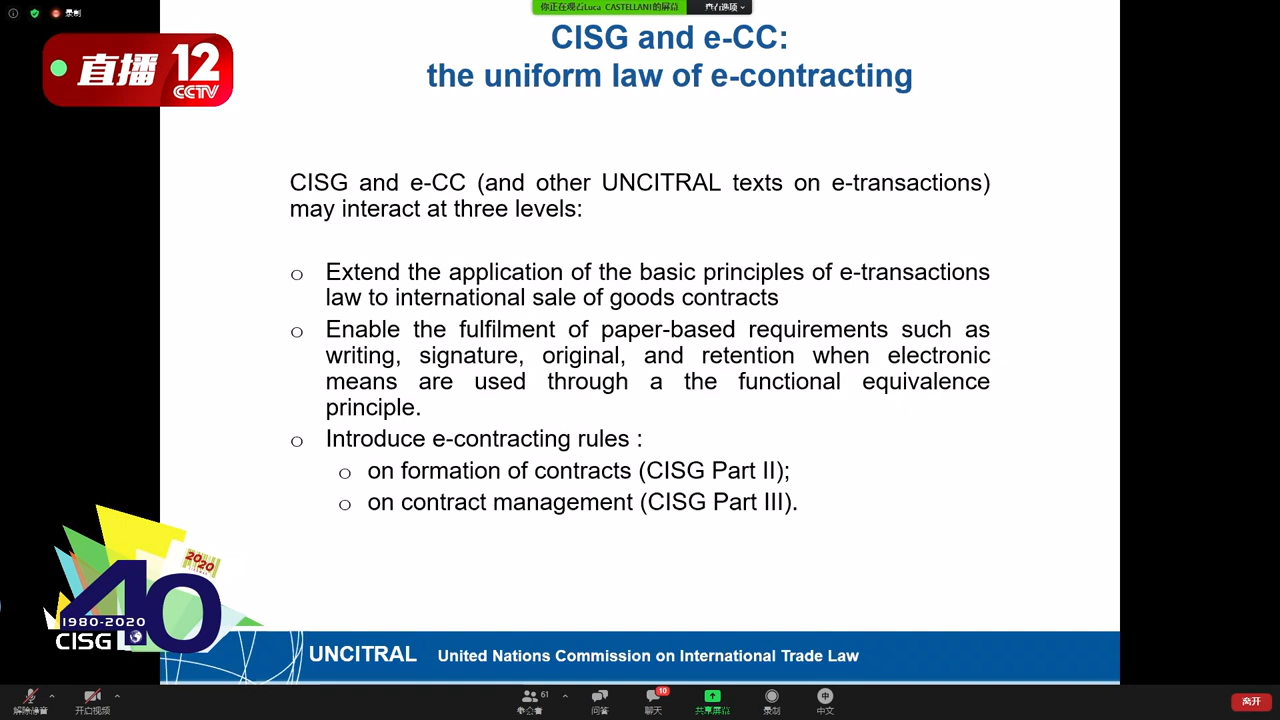 录制
你正在观看Luca CASTELLANI的屏幕
查看选项
直播 12
CCTV
CISG and e-CC:
the uniform law of e-contracting
CISG and e-CC (and other UNCITRAL texts on e-transactions)
may interact at three levels:
Extend the application of the basic principles of e-transactions
law to international sale of goods contracts
Enable the fulfilment of paper-based requirements such as
writing, signature, original, and retention when electronic
means are used through a the functional equivalence
principle.
Introduce e-contracting rules :
on formation of contracts (CISG Part II);
on contract management (CISG Part III).
2020
40
1980-2020
CISG
UNCITRAL United Nations Commission on International Trade Law
解除静音
开启视频
61
参会者
问答
10
聊天
共享屏幕
录制
中
中文
离开